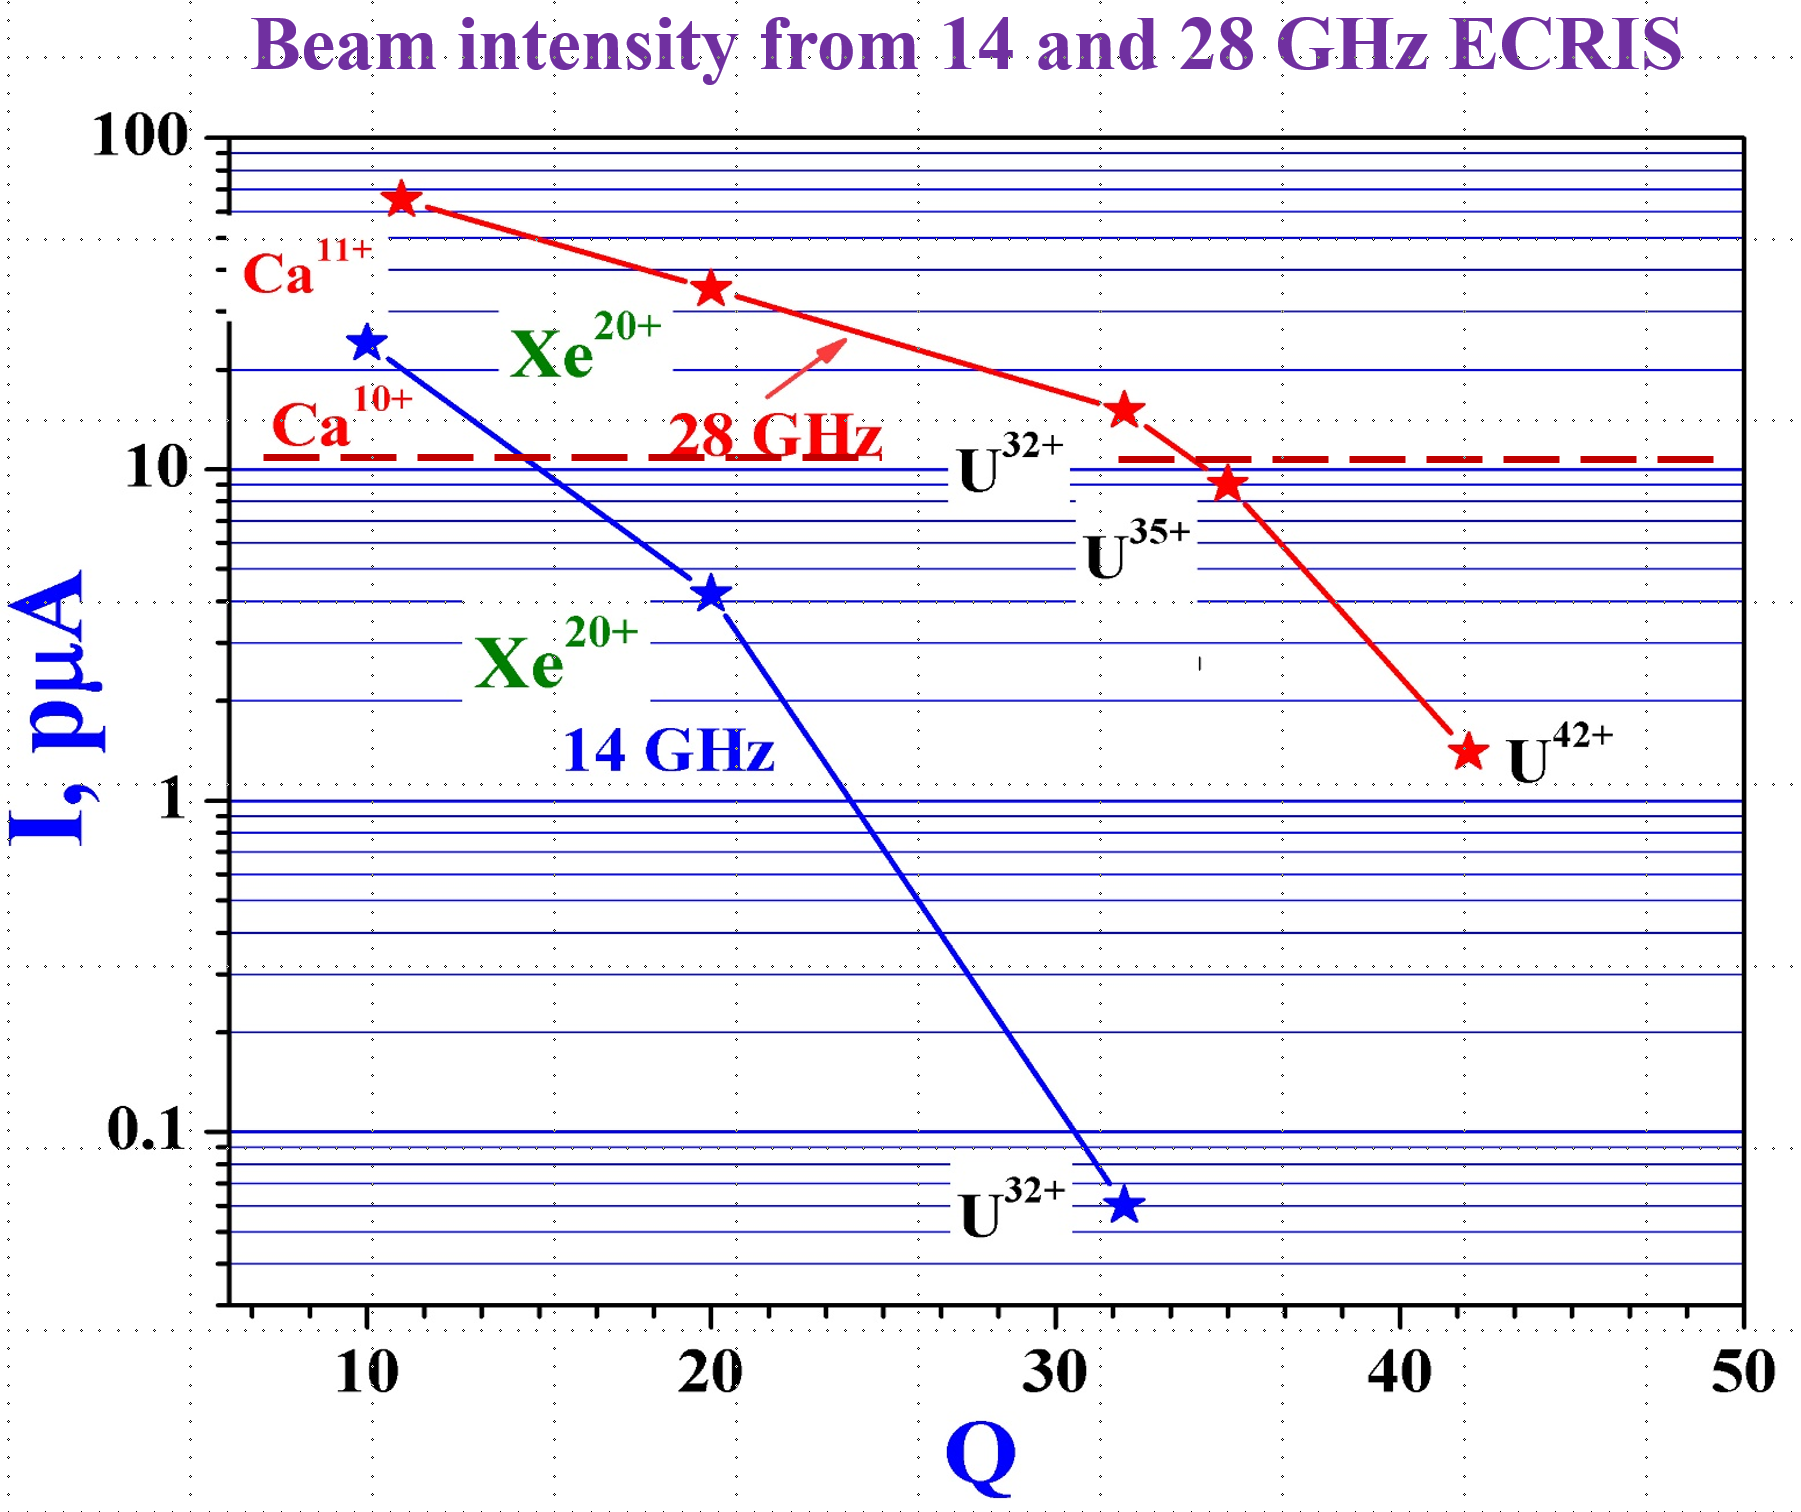 Beam intensity from 14 and 28 GHz ECRIS
100
Ca11+
Xe20+
Ca10+
28 GHz
10
U32+
U35+
I, pμA
Xe20+
14 GHz
U42+
1
0.1
U32+
10 20 30 40 50
Q